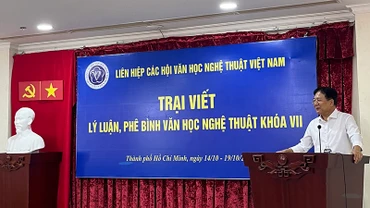 LIÊN HIỆP CÁC HỘI VĂN HỌC NGHỆ THUẬT VIỆT NAM
TRẠI VIẾT
LÝ LUẬN, PHÊ BÌNH VĂN HỌC NGHỆ THUẬT KHÓA VII
Thành phố Hồ Chí Minh, ngày 14/10 - 19/10